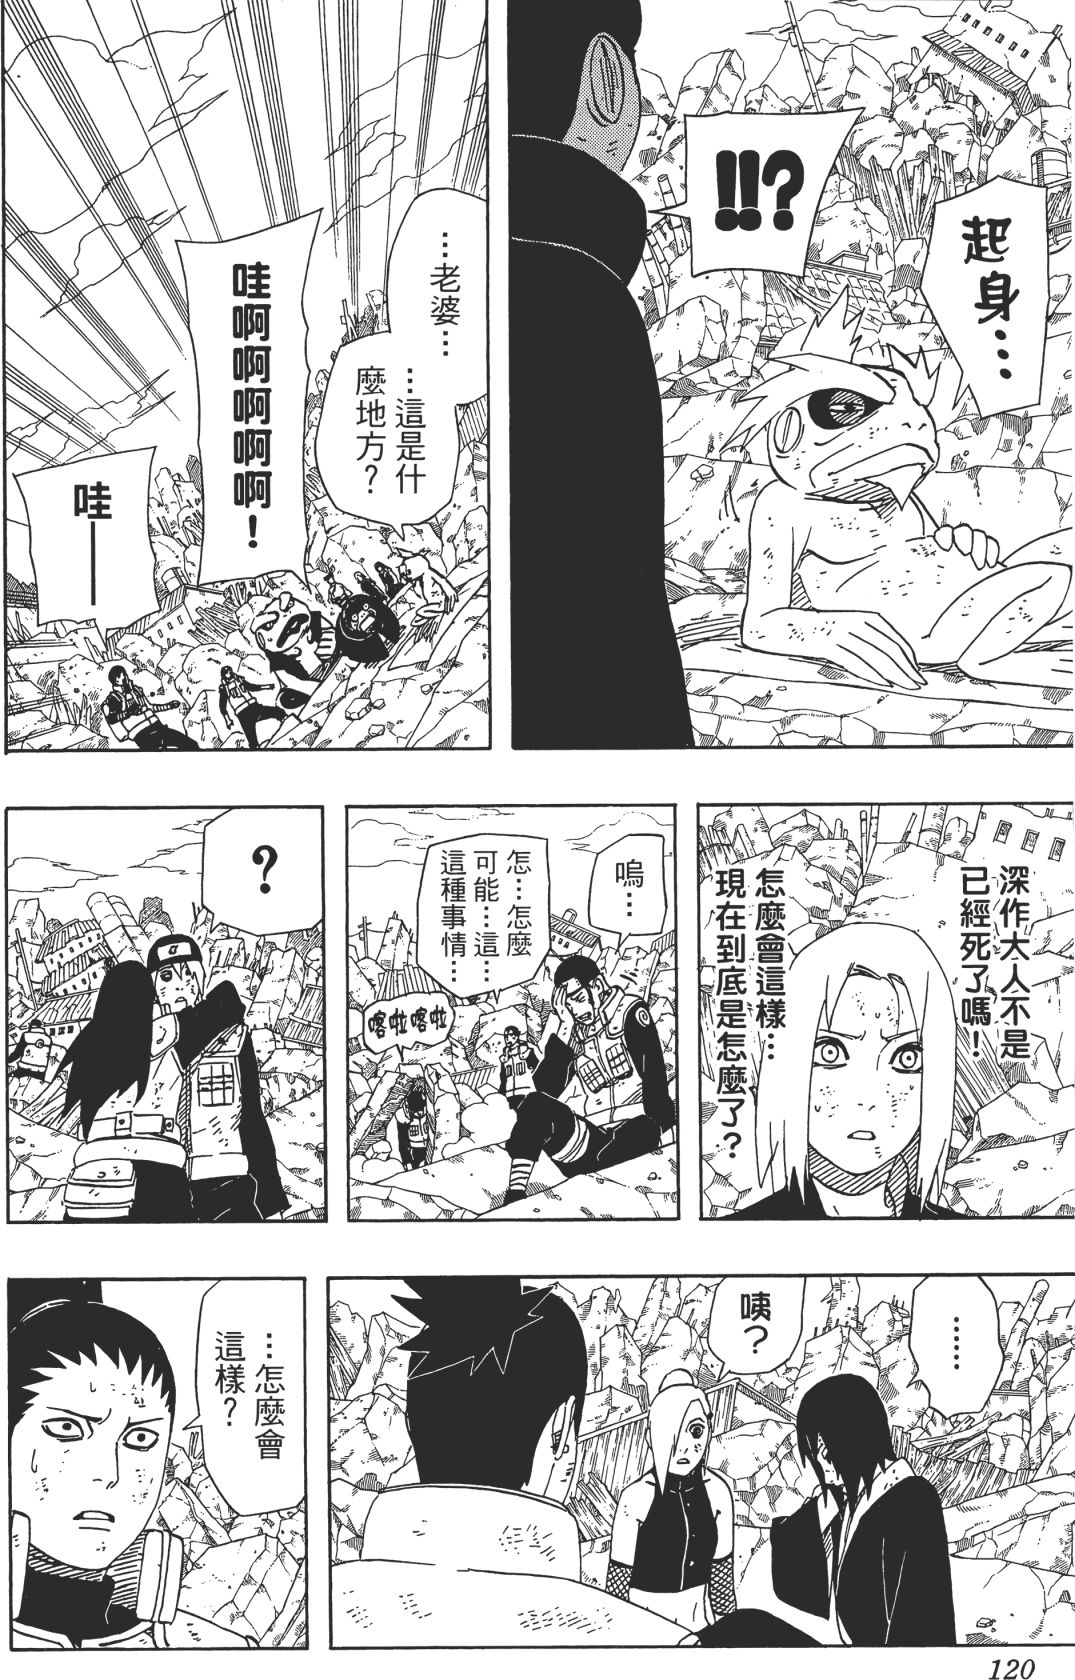 起身…
!!?
…老婆…
…這是什
麼地方？
哇啊啊啊啊啊！
哇——
深作大人不是
已經死了嗎！
怎麼會這樣…
現在到底是怎麼了？
嗚…
怎…怎麼
可能…這…
這種事情…
喀啦喀啦
？
……
咦？
…怎麼會
這樣？
120